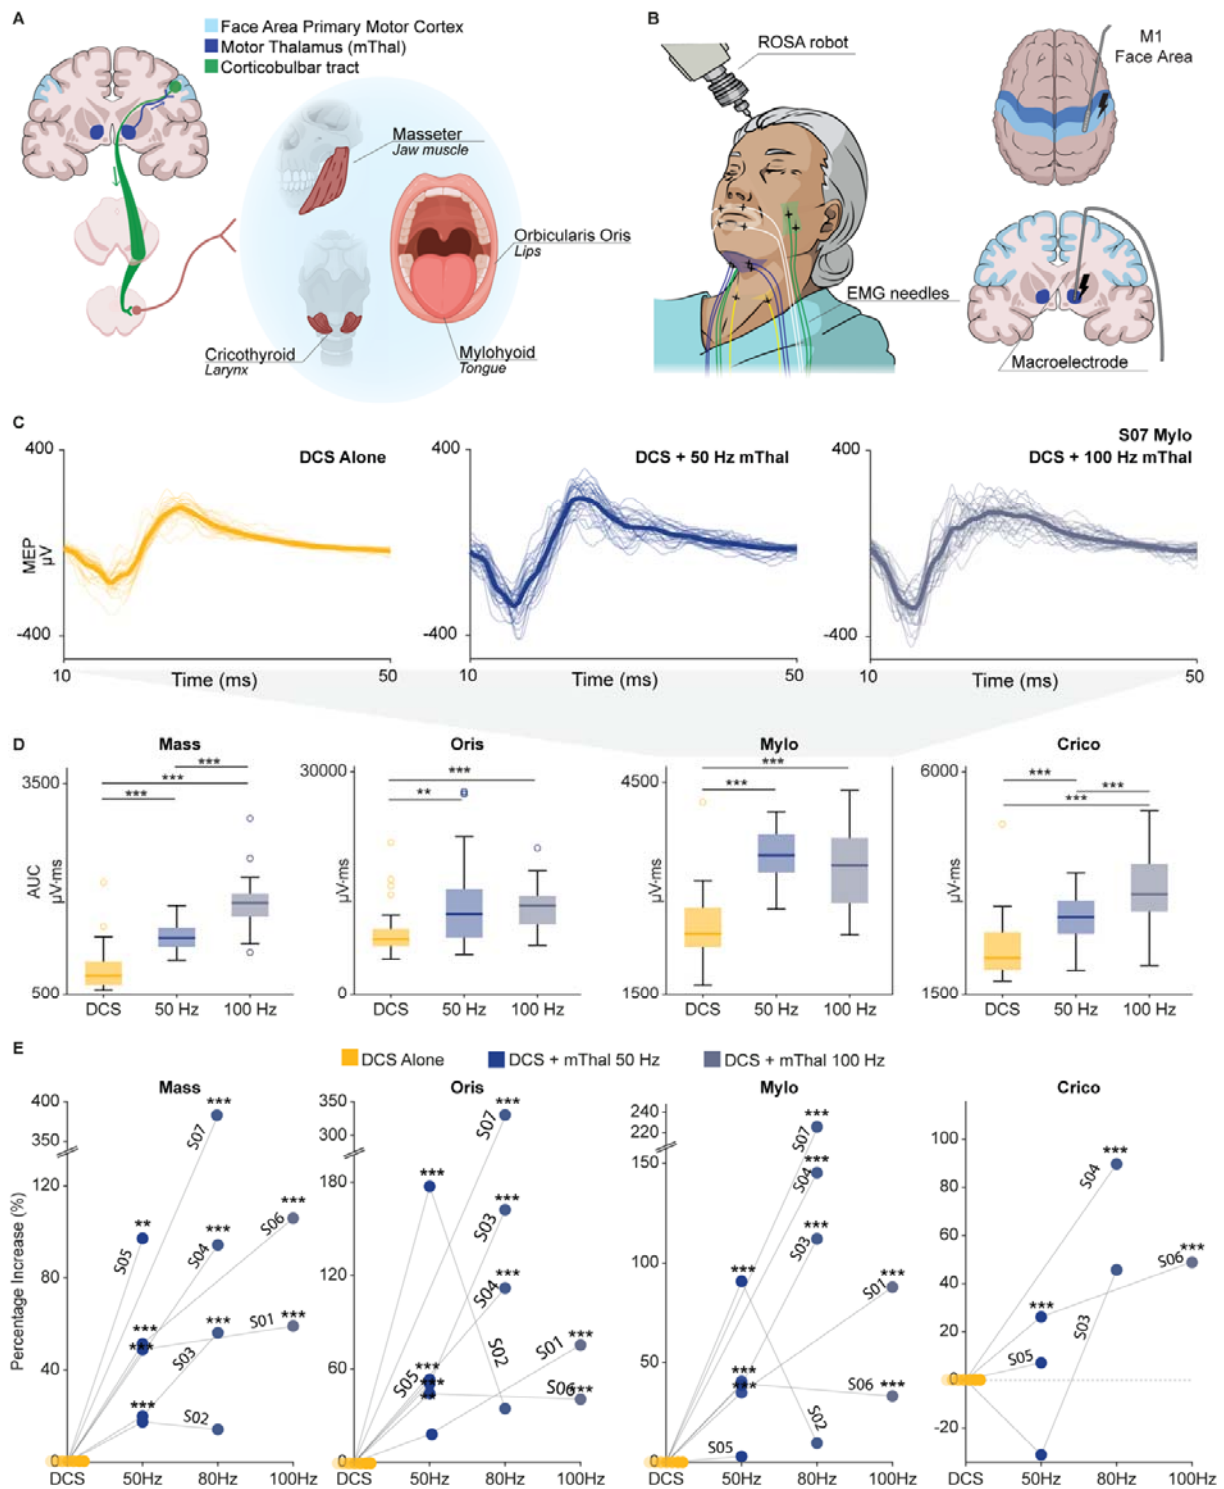 A
Face Area Primary Motor Cortex
Motor Thalamus (mThal)
Corticobulbar tract
Masseter
Jaw muscle
Orbicularis Oris
Lips
Cricothyroid
Larynx
Mylohyoid
Tongue
B
ROSA robot
M1
Face Area
EMG needles
Macroelectrode
C
400
MEP
µV
-400
10
Time (ms)
50
DCS Alone
400
-400
10
Time (ms)
50
DCS + 50 Hz mThal
S07 Mylo
DCS + 100 Hz mThal
400
-400
10
Time (ms)
50
D
Mass
3500
AUC
µV·ms
500
***
***
***
DCS 50 Hz 100 Hz
Oris
30000
µV·ms
0
***
**
DCS 50 Hz 100 Hz
Mylo
4500
µV·ms
1500
***
***
DCS 50 Hz 100 Hz
Crico
6000
µV·ms
1500
***
***
***
DCS 50 Hz 100 Hz
E
DCS Alone
DCS + mThal 50 Hz
DCS + mThal 100 Hz
Mass
Percentage Increase (%)
400
350
120
80
40
0
***
S07
**
S05
***
S04
***
S06
***
***
S03
***
S01
***
***
S02
DCS 50Hz 80Hz 100Hz
Oris
350
300
180
120
60
0
***
S07
***
***
S03
***
S04
S02
S05
***
***
**
S01
***
S06
***
DCS 50Hz 80Hz 100Hz
Mylo
240
220
150
100
50
0
***
S07
***
S04
***
S03
***
***
S01
***
***
S06
***
S02
S05
DCS 50Hz 80Hz 100Hz
Crico
100
80
60
40
20
0
-20
***
S04
***
S06
***
S03
S05
DCS 50Hz 80Hz 100Hz